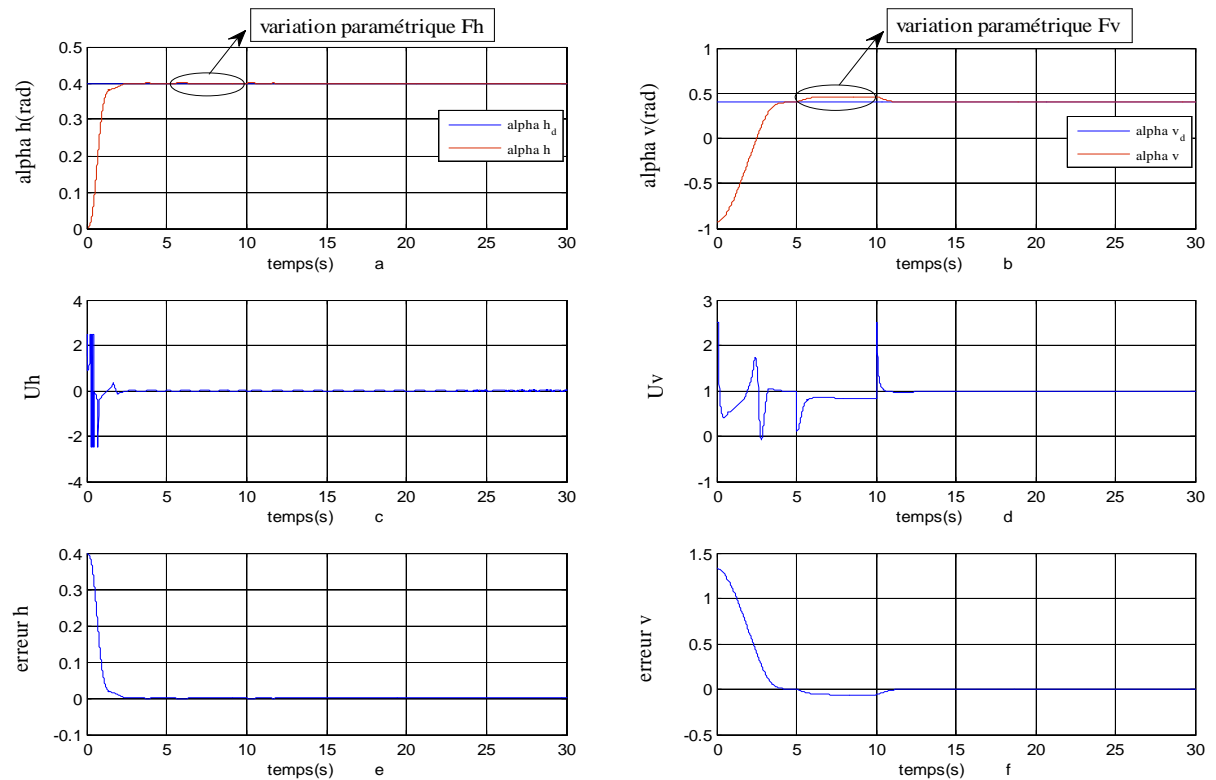 variation paramétrique Fh
variation paramétrique Fv
alpha h(rad)
0.5
0.4
0.3
0.2
0.1
0
alpha h_d
alpha h
0 5 10 15 20 25 30
temps(s) a
alpha v(rad)
1
0.5
0
-0.5
-1
alpha v_d
alpha v
0 5 10 15 20 25 30
temps(s) b
Uh
4
2
0
-2
-4
0 5 10 15 20 25 30
temps(s) c
Uv
3
2
1
0
-1
0 5 10 15 20 25 30
temps(s) d
erreur h
0.4
0.3
0.2
0.1
0
-0.1
0 5 10 15 20 25 30
temps(s) e
erreur v
1.5
1
0.5
0
-0.5
0 5 10 15 20 25 30
temps(s) f